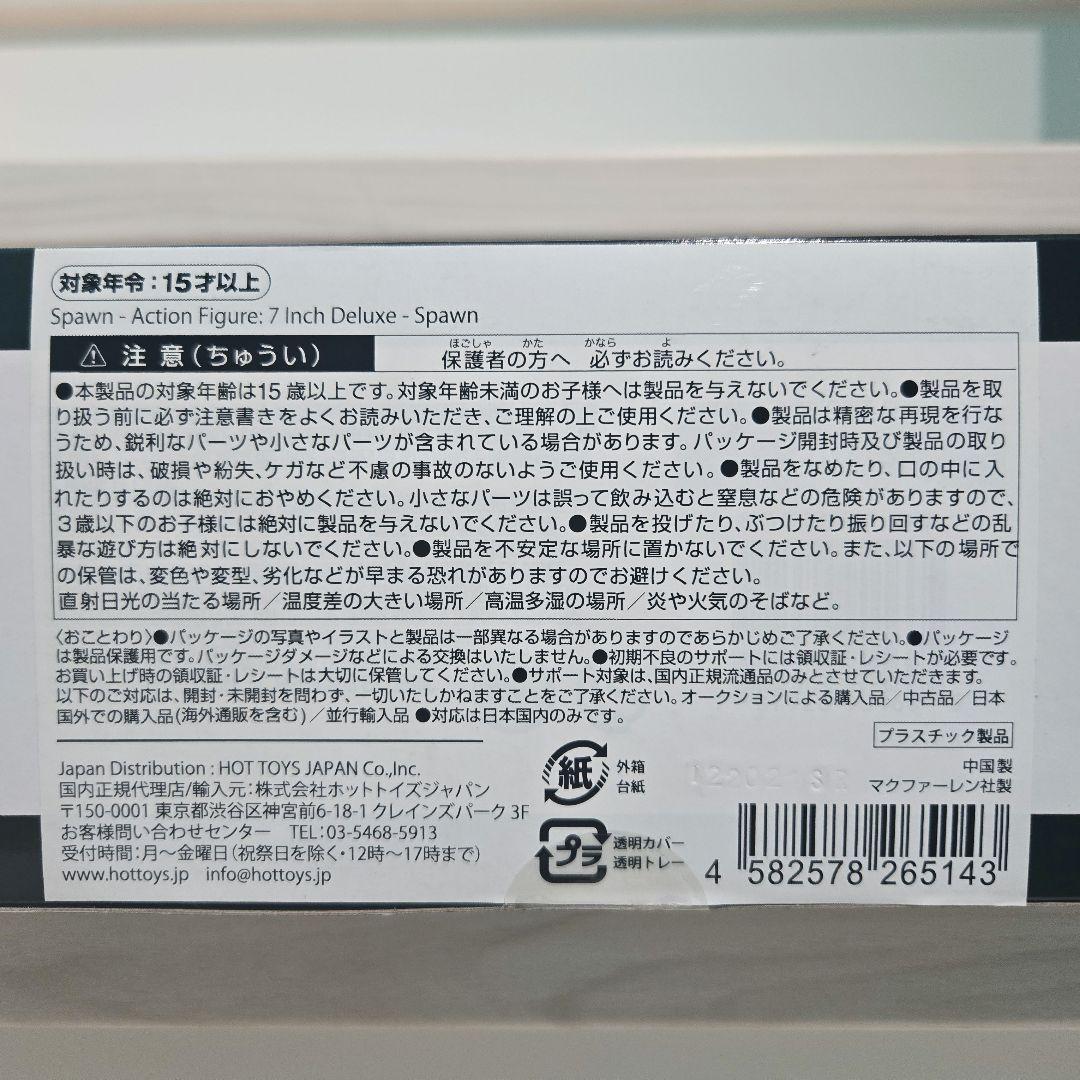 対象年令：15才以上
Spawn - Action Figure: 7 Inch Deluxe - Spawn
⚠ 注意（ちゅうい）
ほごしゃ かた かなら よ
保護者の方へ 必ずお読みください。
●本製品の対象年齢は15歳以上です。対象年齢未満のお子様へは製品を与えないでください。●製品を取
り扱う前に必ず注意書きをよくお読みいただき、ご理解の上ご使用ください。●製品は精密な再現を行な
うため、鋭利なパーツや小さなパーツが含まれている場合があります。パッケージ開封時及び製品の取り
扱い時は、破損や紛失、ケガなど不慮の事故のないようご使用ください。●製品をなめたり、口の中に入
れたりするのは絶対におやめください。小さなパーツは誤って飲み込むと窒息などの危険がありますので、
3歳以下のお子様には絶対に製品を与えないでください。●製品を投げたり、ぶつけたり振り回すなどの乱
暴な遊び方は絶対にしないでください。●製品を不安定な場所に置かないでください。また、以下の場所で
の保管は、変色や変型、劣化などが早まる恐れがありますのでお避けください。
直射日光の当たる場所／温度差の大きい場所／高温多湿の場所／炎や火気のそばなど。
〈おことわり〉●パッケージの写真やイラストと製品は一部異なる場合がありますのであらかじめご了承ください。●パッケージ
は製品保護用です。パッケージダメージなどによる交換はいたしません。●初期不良のサポートには領収証・レシートが必要です。
お買い上げ時の領収証・レシートは大切に保管してください。●サポート対象は、国内正規流通品のみとさせていただきます。
以下のご対応は、開封・未開封を問わず、一切いたしかねますことをご了承ください。オークションによる購入品／中古品／日本
国外での購入品(海外通販を含む)／並行輸入品 ●対応は日本国内のみです。
プラスチック製品
Japan Distribution : HOT TOYS JAPAN Co.,Inc.
国内正規代理店/輸入元：株式会社ホットトイズジャパン
〒150-0001 東京都渋谷区神宮前6-18-1 クレインズパーク 3F
お客様問い合わせセンター TEL：03-5468-5913
受付時間：月～金曜日（祝祭日を除く・12時～17時まで）
www.hottoys.jp info@hottoys.jp
紙 外箱
台紙
プラ 透明カバー
透明トレー
中国製
マクファーレン社製
4 582578 265143